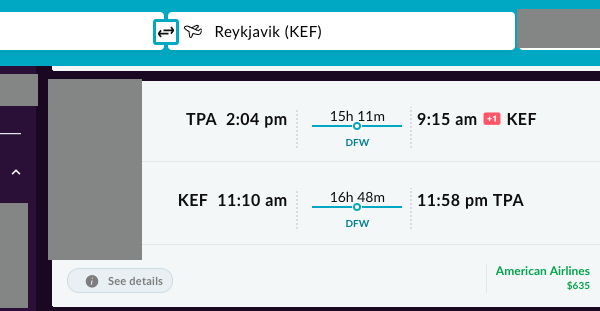 Reykjavik (KEF)
TPA 2:04 pm 15h 11m 9:15 am +1 KEF
DFW
KEF 11:10 am 16h 48m 11:58 pm TPA
DFW
See details
American Airlines
$635